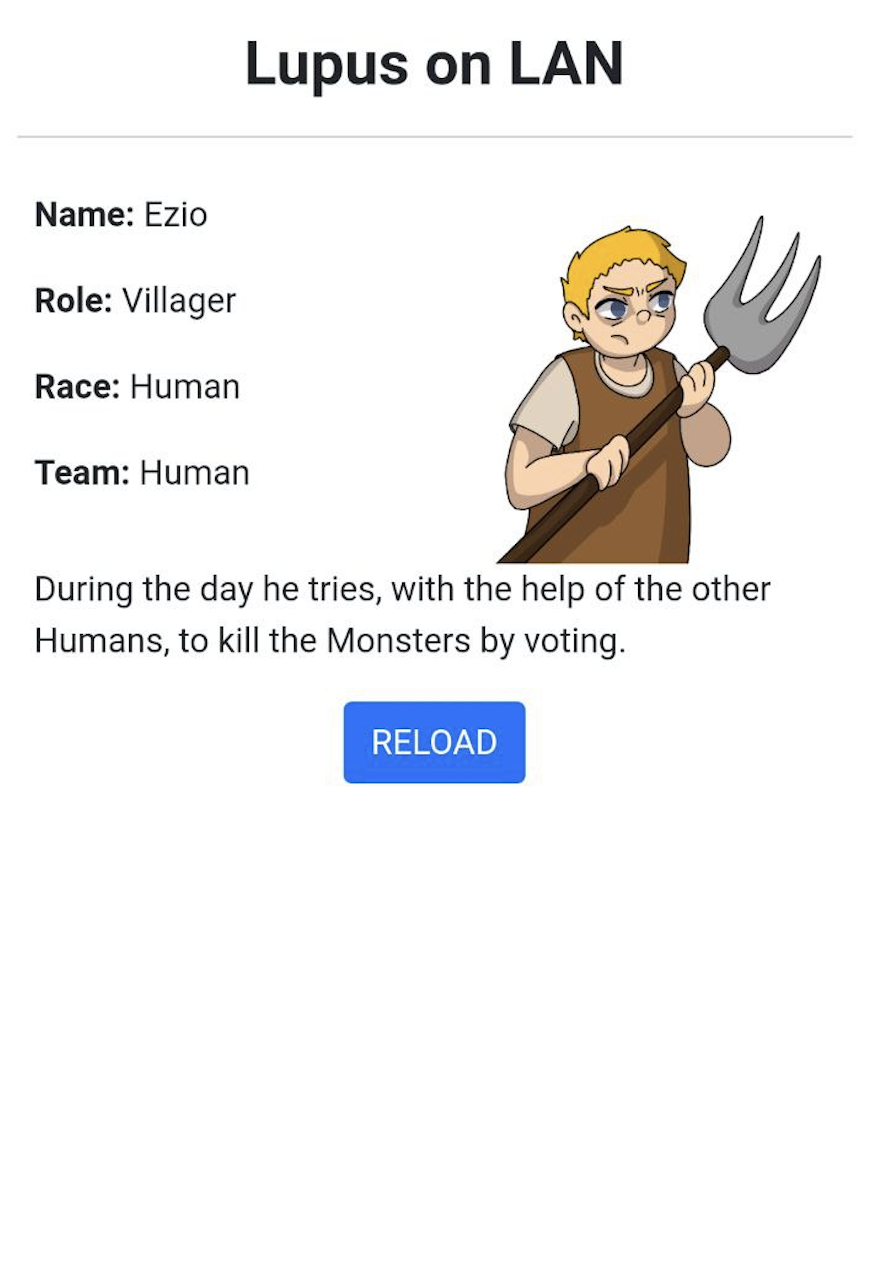 Lupus on LAN
Name: Ezio
Role: Villager
Race: Human
Team: Human
During the day he tries, with the help of the other
Humans, to kill the Monsters by voting.
RELOAD